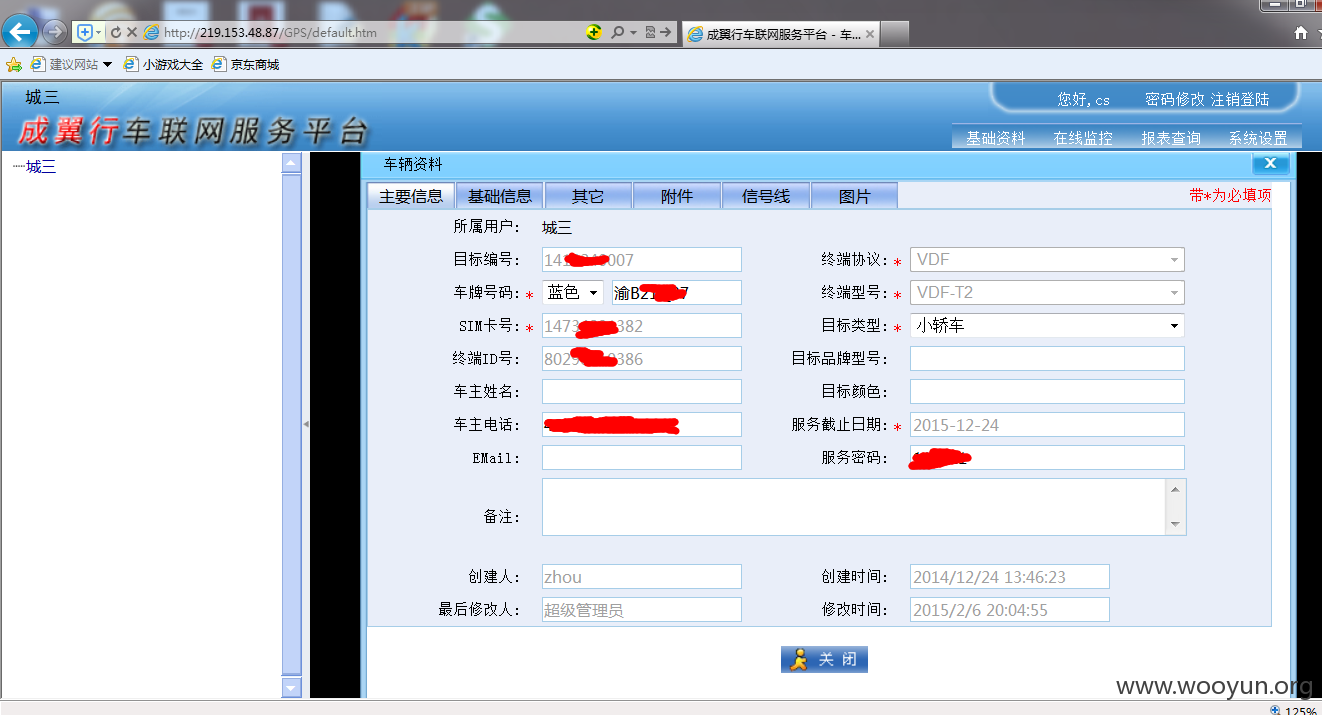 http://219.153.48.87/GPS/default.htm
成翼行车联网服务平台 - 车...
建议网站 小游戏大全 京东商城
城三
您好,cs 密码修改 注销登陆
成翼行车联网服务平台
基础资料 在线监控 报表查询 系统设置
城三
车辆资料
主要信息 基础信息 其它 附件 信号线 图片
带*为必填项
所属用户: 城三
目标编号: 007 终端协议:* VDF
车牌号码:* 蓝色 渝B2 7 终端型号:* VDF-T2
SIM卡号:* 1473 382 目标类型:* 小轿车
终端ID号: 8029 0386 目标品牌型号:
车主姓名: 目标颜色:
车主电话: 服务截止日期:* 2015-12-24
EMail: 服务密码:
备注:
创建人: zhou 创建时间: 2014/12/24 13:46:23
最后修改人: 超级管理员 修改时间: 2015/2/6 20:04:55
关 闭
www.wooyun.org
125%